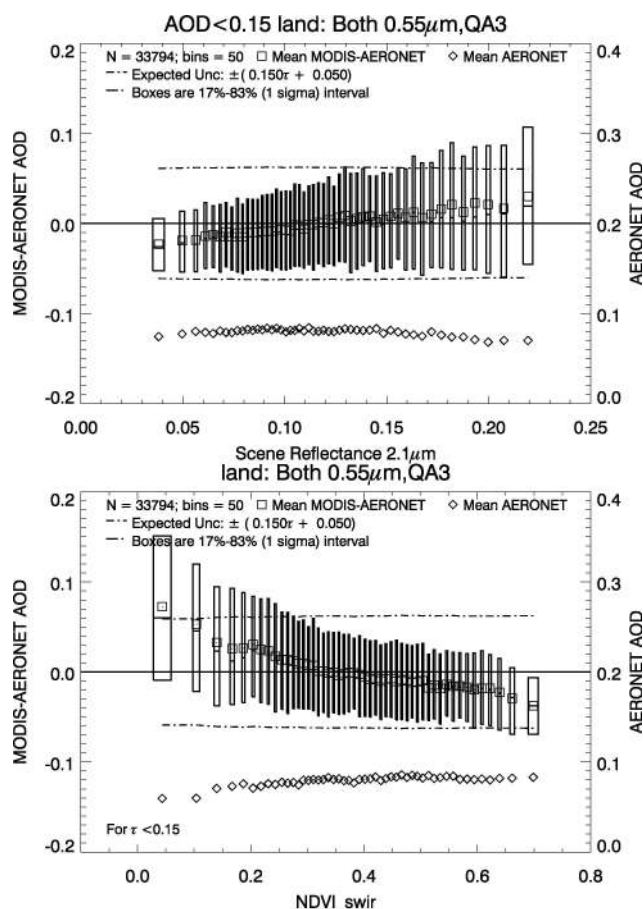 AOD<0.15 land: Both 0.55μm,QA3
0.2
0.4
N = 33794; bins = 50 Mean MODIS-AERONET Mean AERONET
Expected Unc: ±( 0.150τ + 0.050)
Boxes are 17%-83% (1 sigma) interval
0.1
0.3
MODIS-AERONET AOD
0.0
0.2
AERONET AOD
-0.1
0.1
-0.2
0.0
0.00 0.05 0.10 0.15 0.20 0.25
Scene Reflectance 2.1μm
land: Both 0.55μm,QA3
0.2
0.4
N = 33794; bins = 50 Mean MODIS-AERONET Mean AERONET
Expected Unc: ± ( 0.150τ + 0.050)
Boxes are 17%-83% (1 sigma) interval
0.1
0.3
MODIS-AERONET AOD
0.0
0.2
AERONET AOD
-0.1
0.1
For τ <0.15
-0.2
0.0
0.0 0.2 0.4 0.6 0.8
NDVI swir